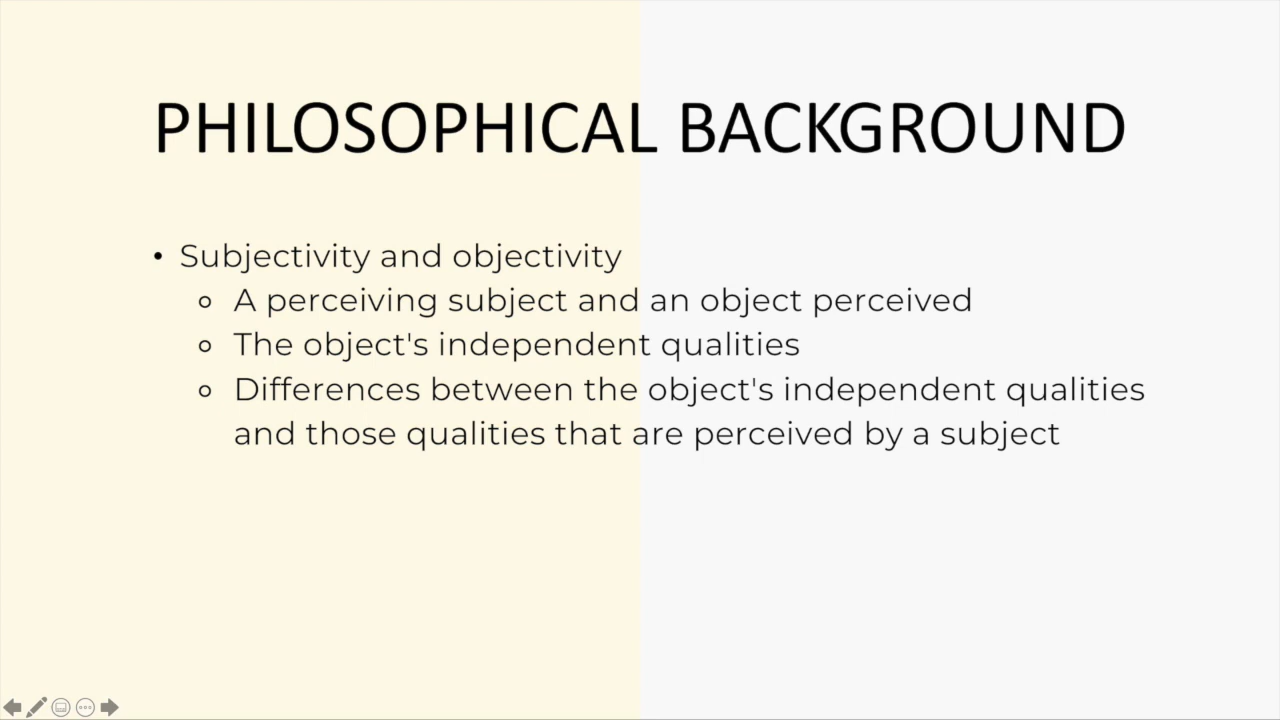 PHILOSOPHICAL BACKGROUND
• Subjectivity and objectivity
o A perceiving subject and an object perceived
o The object's independent qualities
o Differences between the object's independent qualities
and those qualities that are perceived by a subject